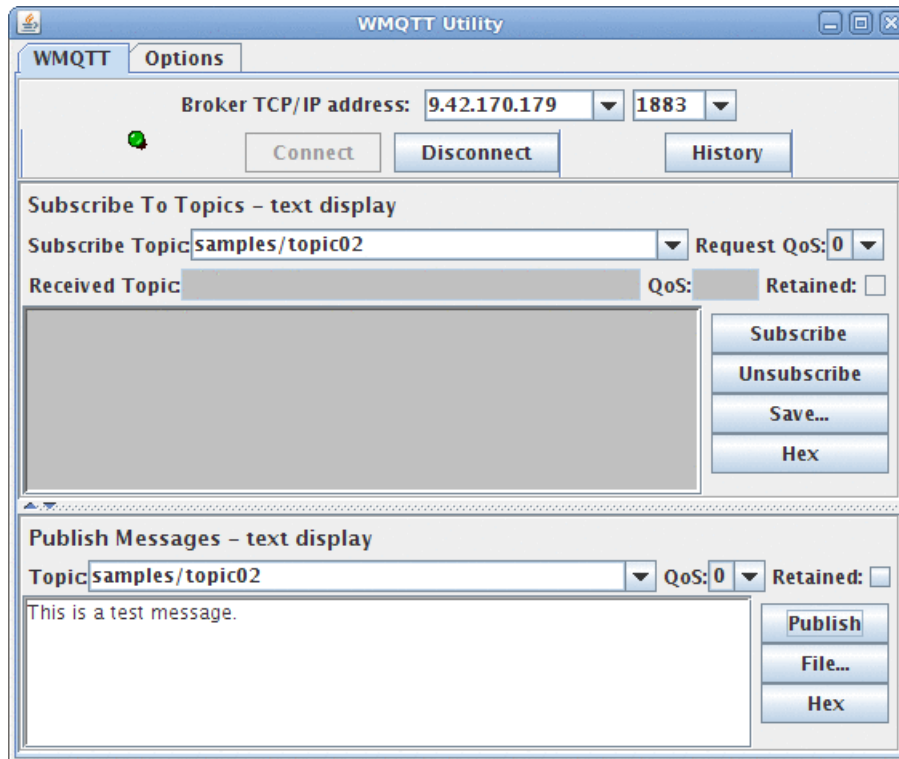 WMQTT Utility
WMQTT Options
Broker TCP/IP address: 9.42.170.179 1883
Connect Disconnect History
Subscribe To Topics – text display
Subscribe Topic: samples/topic02 Request QoS: 0
Received Topic: QoS: Retained:
Subscribe
Unsubscribe
Save...
Hex
Publish Messages – text display
Topic: samples/topic02 QoS: 0 Retained:
This is a test message.
Publish
File...
Hex